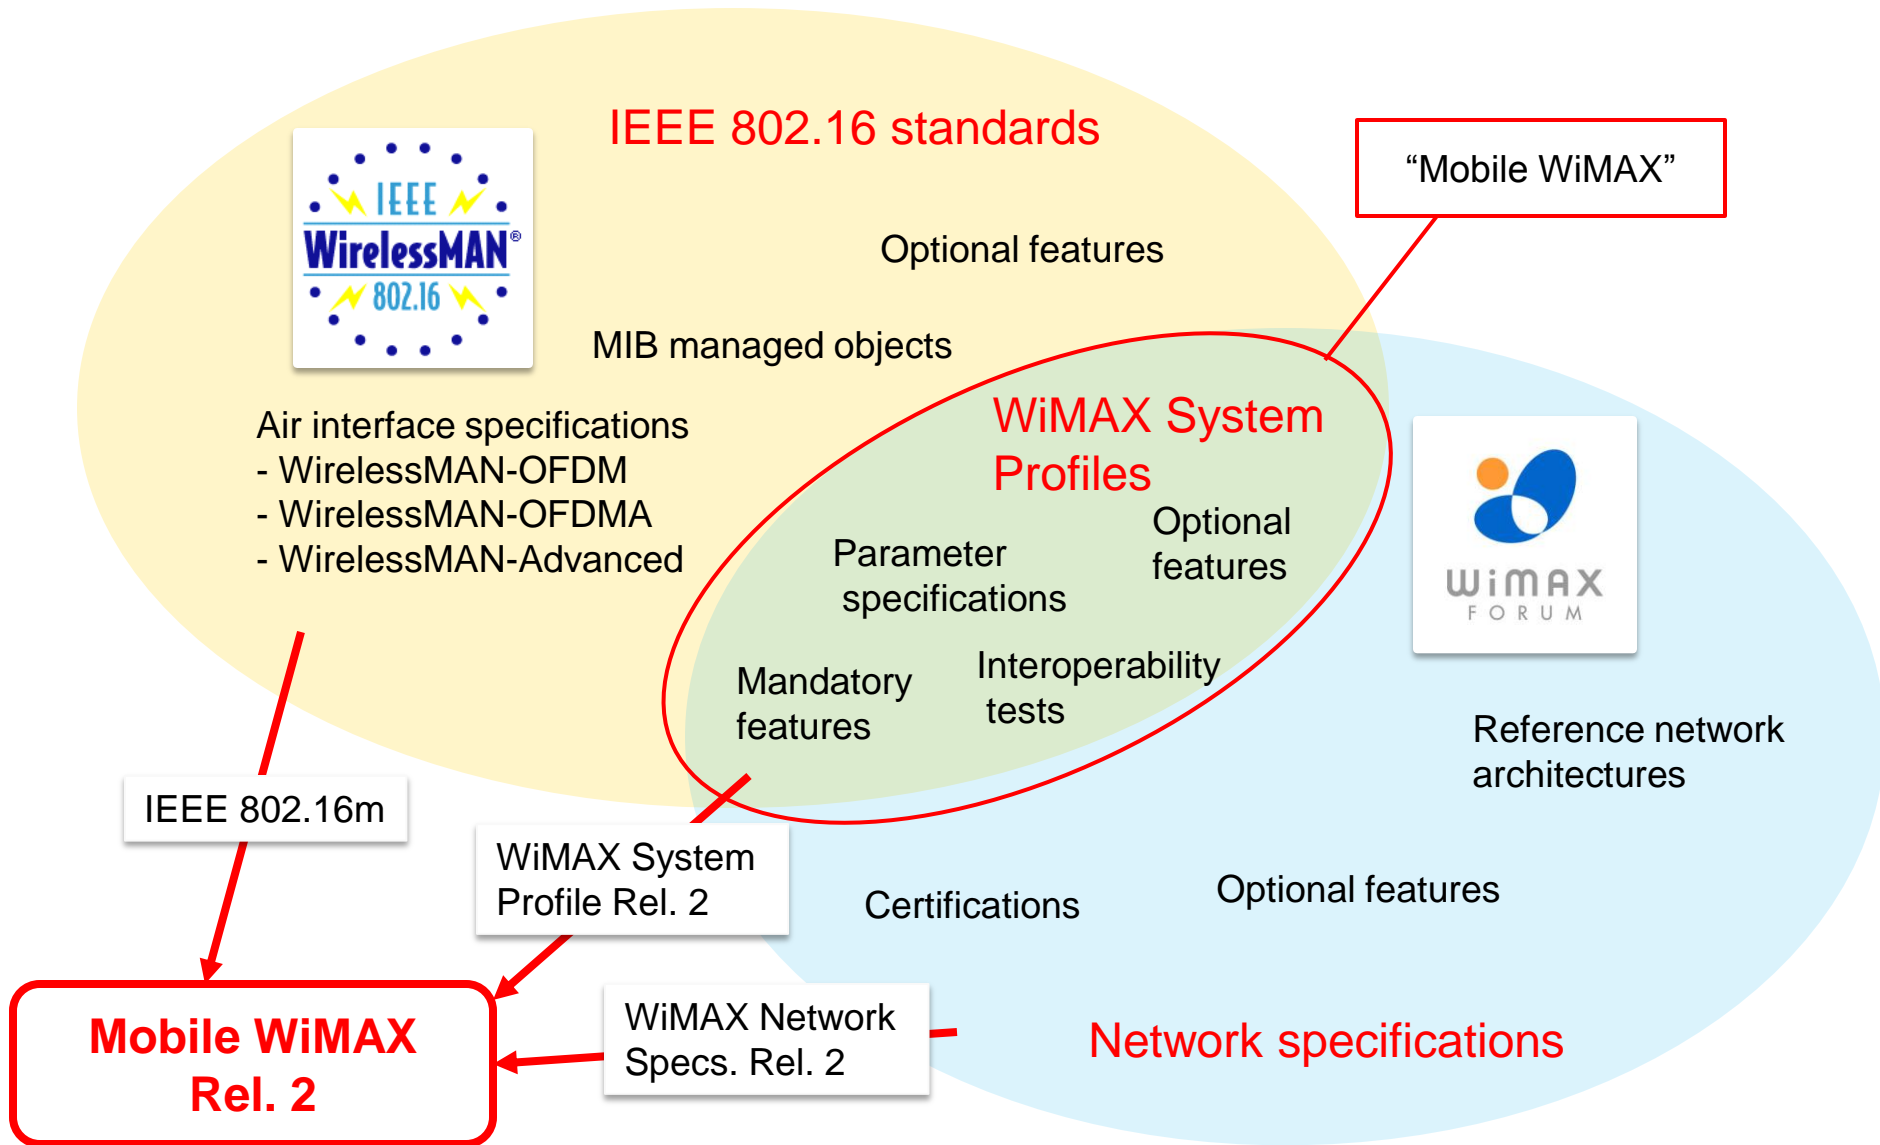 IEEE 802.16 standards
IEEE
WirelessMAN®
802.16
“Mobile WiMAX”
Optional features
MIB managed objects
Air interface specifications
- WirelessMAN-OFDM
- WirelessMAN-OFDMA
- WirelessMAN-Advanced
WiMAX System
Profiles
Optional
features
Parameter
specifications
Interoperability
tests
Mandatory
features
WiMAX
FORUM
Reference network
architectures
IEEE 802.16m
WiMAX System
Profile Rel. 2
Certifications
Optional features
WiMAX Network
Specs. Rel. 2
Network specifications
Mobile WiMAX
Rel. 2